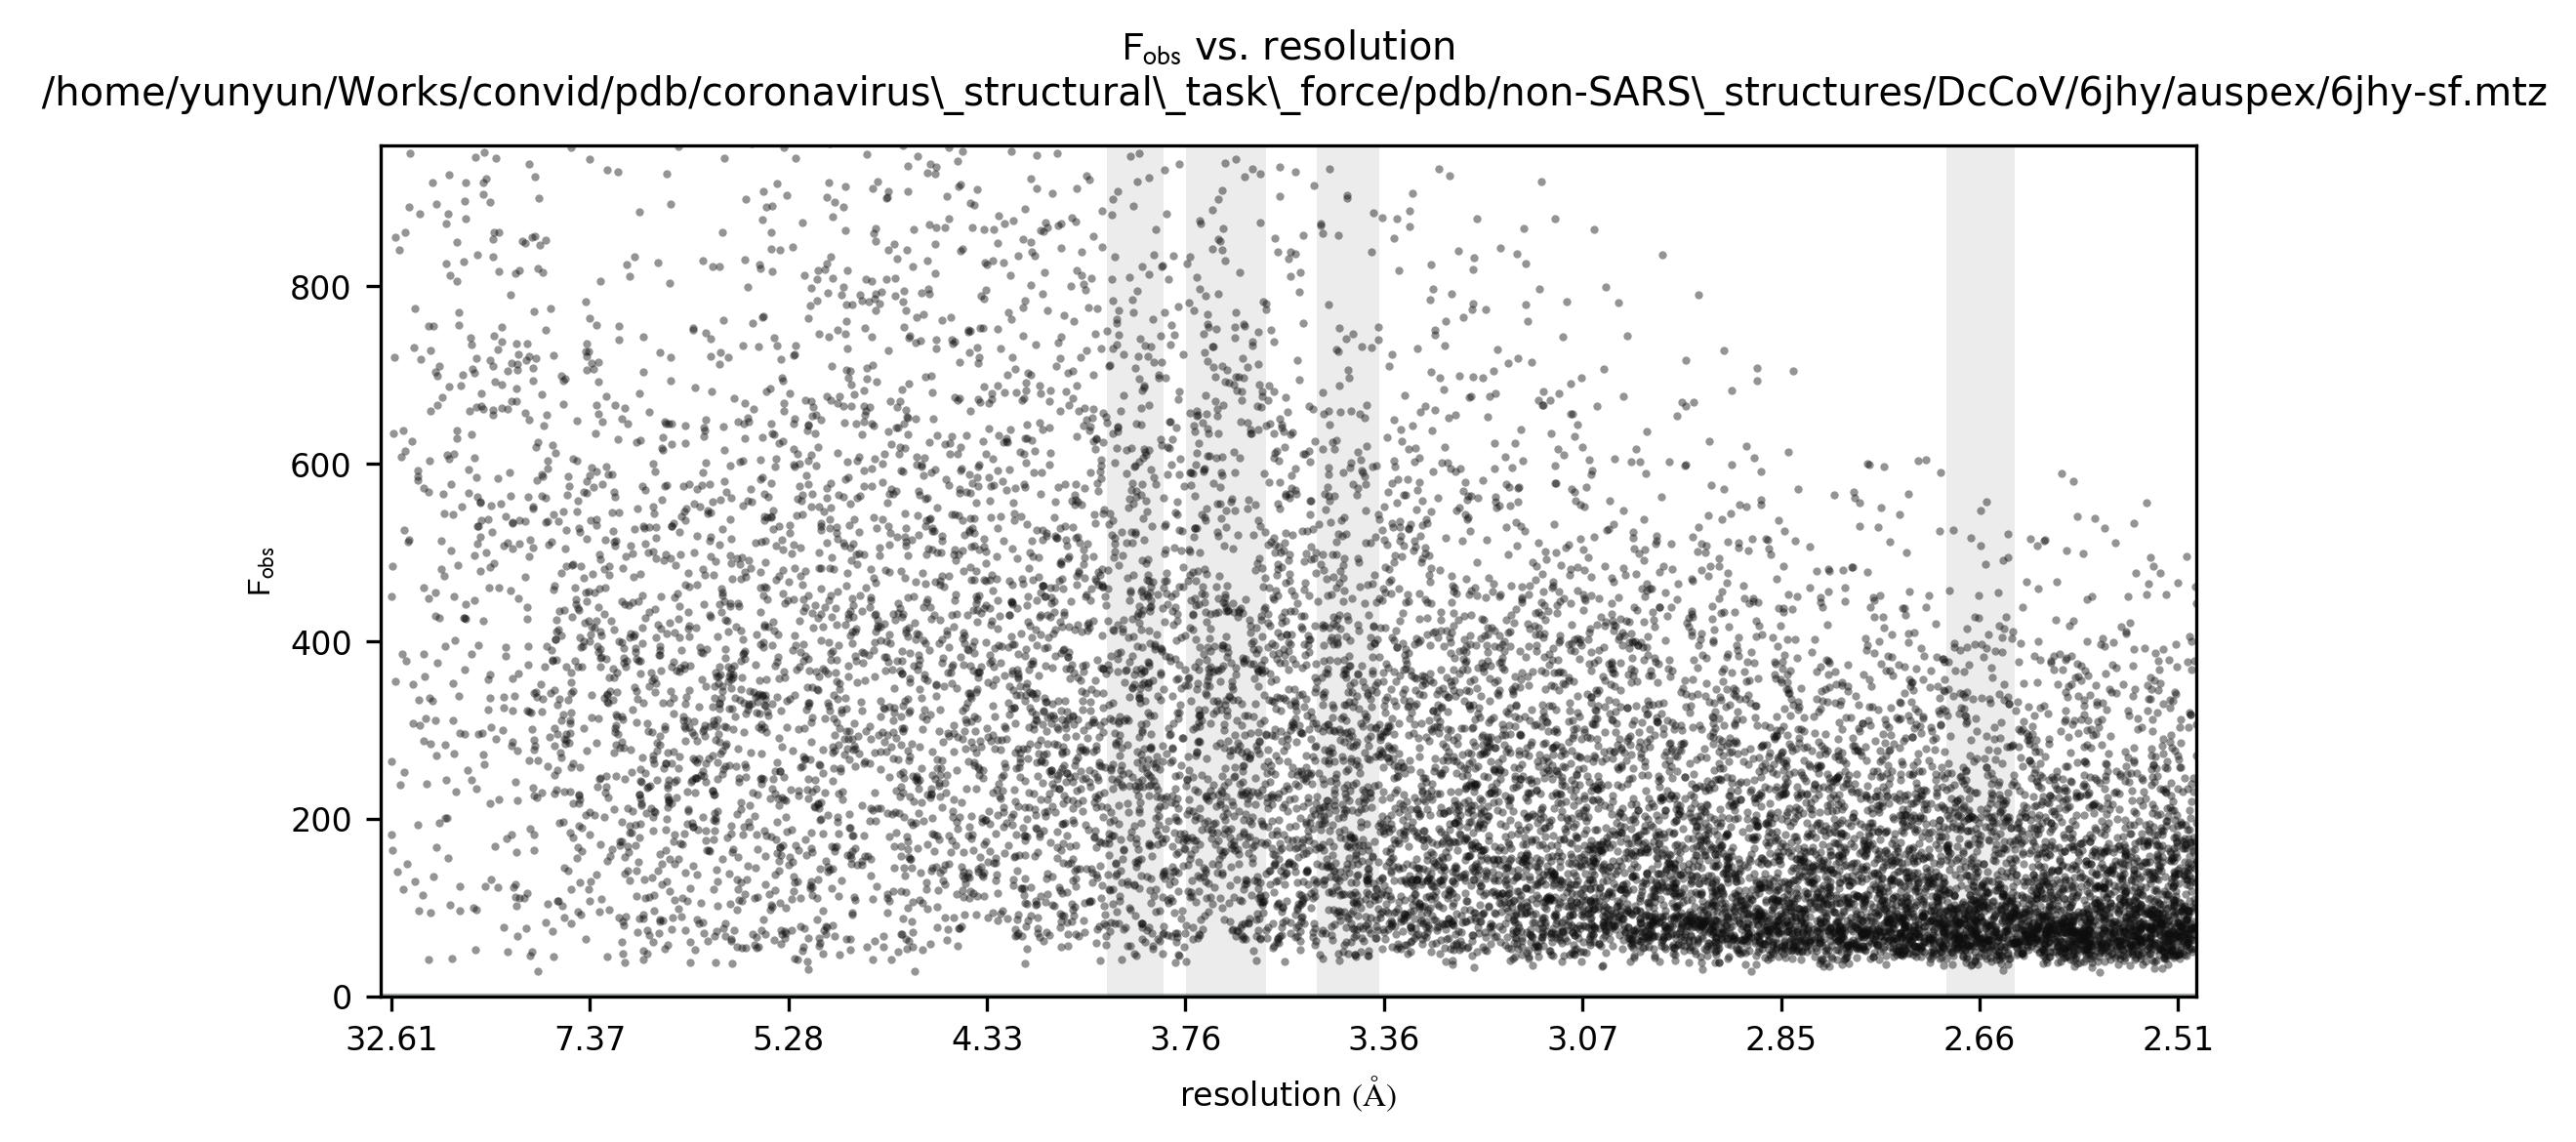 F_obs vs. resolution
/home/yunyun/Works/convid/pdb/coronavirus\_structural\_task\_force/pdb/non-SARS\_structures/DcCoV/6jhy/auspex/6jhy-sf.mtz
F_obs
800
600
400
200
0
32.61 7.37 5.28 4.33 3.76 3.36 3.07 2.85 2.66 2.51
resolution (Å)